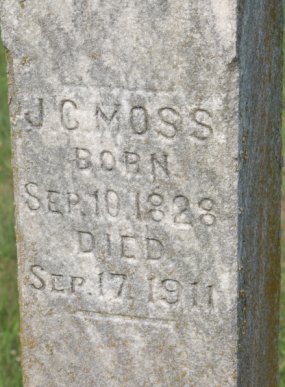 J C MOSS
BORN
SEP. 10 1828
DIED
SEP. 17, 1911